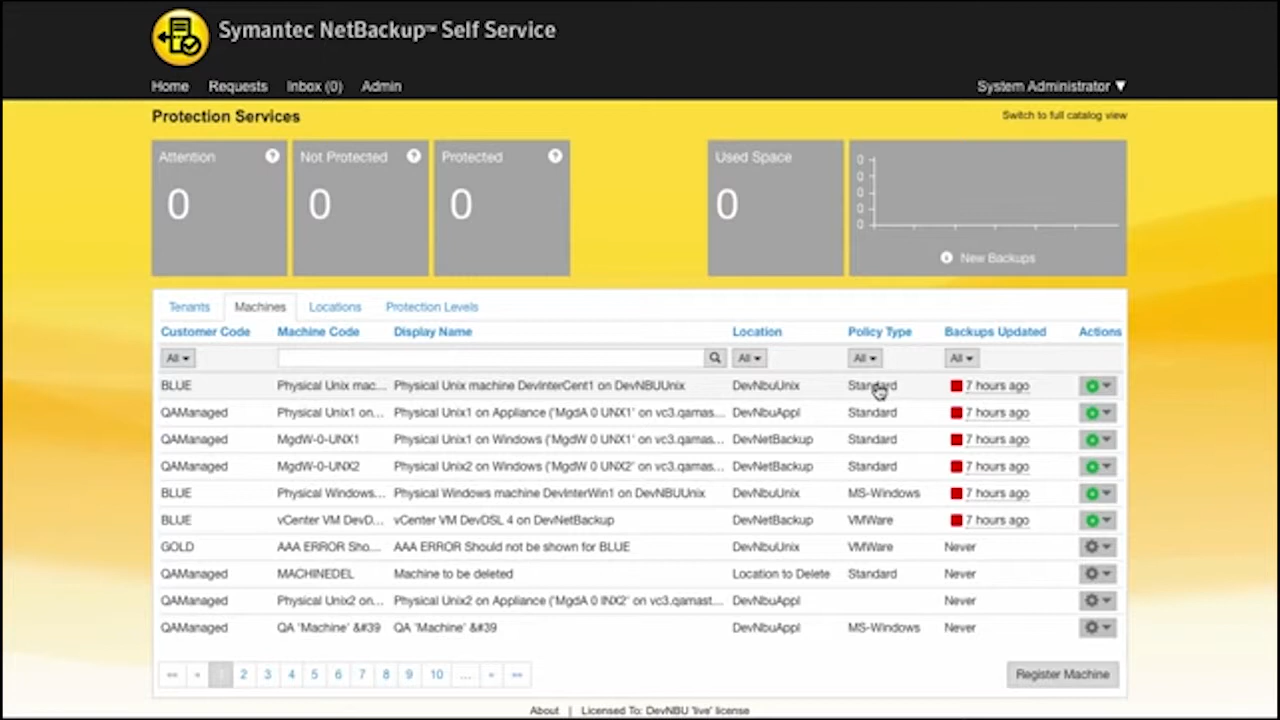 Symantec NetBackup™ Self Service
Home Requests Inbox (0) Admin System Administrator ▼
Protection Services Switch to full catalog view
Attention ? Not Protected ? Protected ? Used Space
0 0 0 0
0
0
0
0
0
New Backups
Tenants Machines Locations Protection Levels
Customer Code Machine Code Display Name Location Policy Type Backups Updated Actions
All All All All
BLUE Physical Unix mac... Physical Unix machine DevInterCent1 on DevNBUUnix DevNbuUnix Standard 7 hours ago
QAManaged Physical Unix1 on... Physical Unix1 on Appliance ('MgdA 0 UNX1' on vc3.qamas... DevNbuAppl Standard 7 hours ago
QAManaged MgdW-0-UNX1 Physical Unix1 on Windows ('MgdW 0 UNX1' on vc3.qamas... DevNetBackup Standard 7 hours ago
QAManaged MgdW-0-UNX2 Physical Unix2 on Windows ('MgdW 0 UNX2' on vc3.qamas... DevNetBackup Standard 7 hours ago
BLUE Physical Windows... Physical Windows machine DevInterWin1 on DevNBUUnix DevNbuUnix MS-Windows 7 hours ago
BLUE vCenter VM DevD... vCenter VM DevDSL 4 on DevNetBackup DevNetBackup VMWare 7 hours ago
GOLD AAA ERROR Sho... AAA ERROR Should not be shown for BLUE DevNbuUnix VMWare Never
QAManaged MACHINEDEL Machine to be deleted Location to Delete Standard Never
QAManaged Physical Unix2 on... Physical Unix2 on Appliance ('MgdA 0 INX2' on vc3.qamast... DevNbuAppl Never
QAManaged QA 'Machine' &#39 QA 'Machine' &#39 DevNbuAppl MS-Windows Never
«« « 1 2 3 4 5 6 7 8 9 10 ... » »» Register Machine
About | Licensed To: DevNBU 'live' license